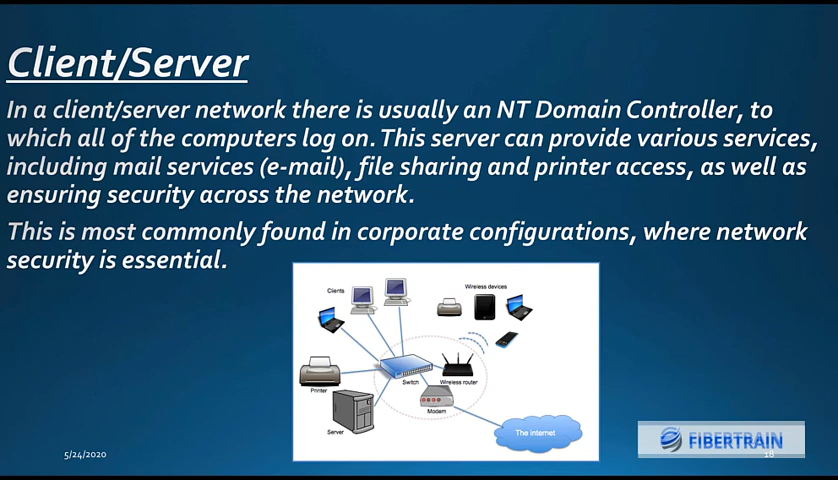 Client/Server
In a client/server network there is usually an NT Domain Controller, to
which all of the computers log on. This server can provide various services,
including mail services (e-mail), file sharing and printer access, as well as
ensuring security across the network.
This is most commonly found in corporate configurations, where network
security is essential.
Clients
Wireless devices
Switch
Wireless router
Printer
Modem
Server
The Internet
FIBERTRAIN
5/24/2020
18